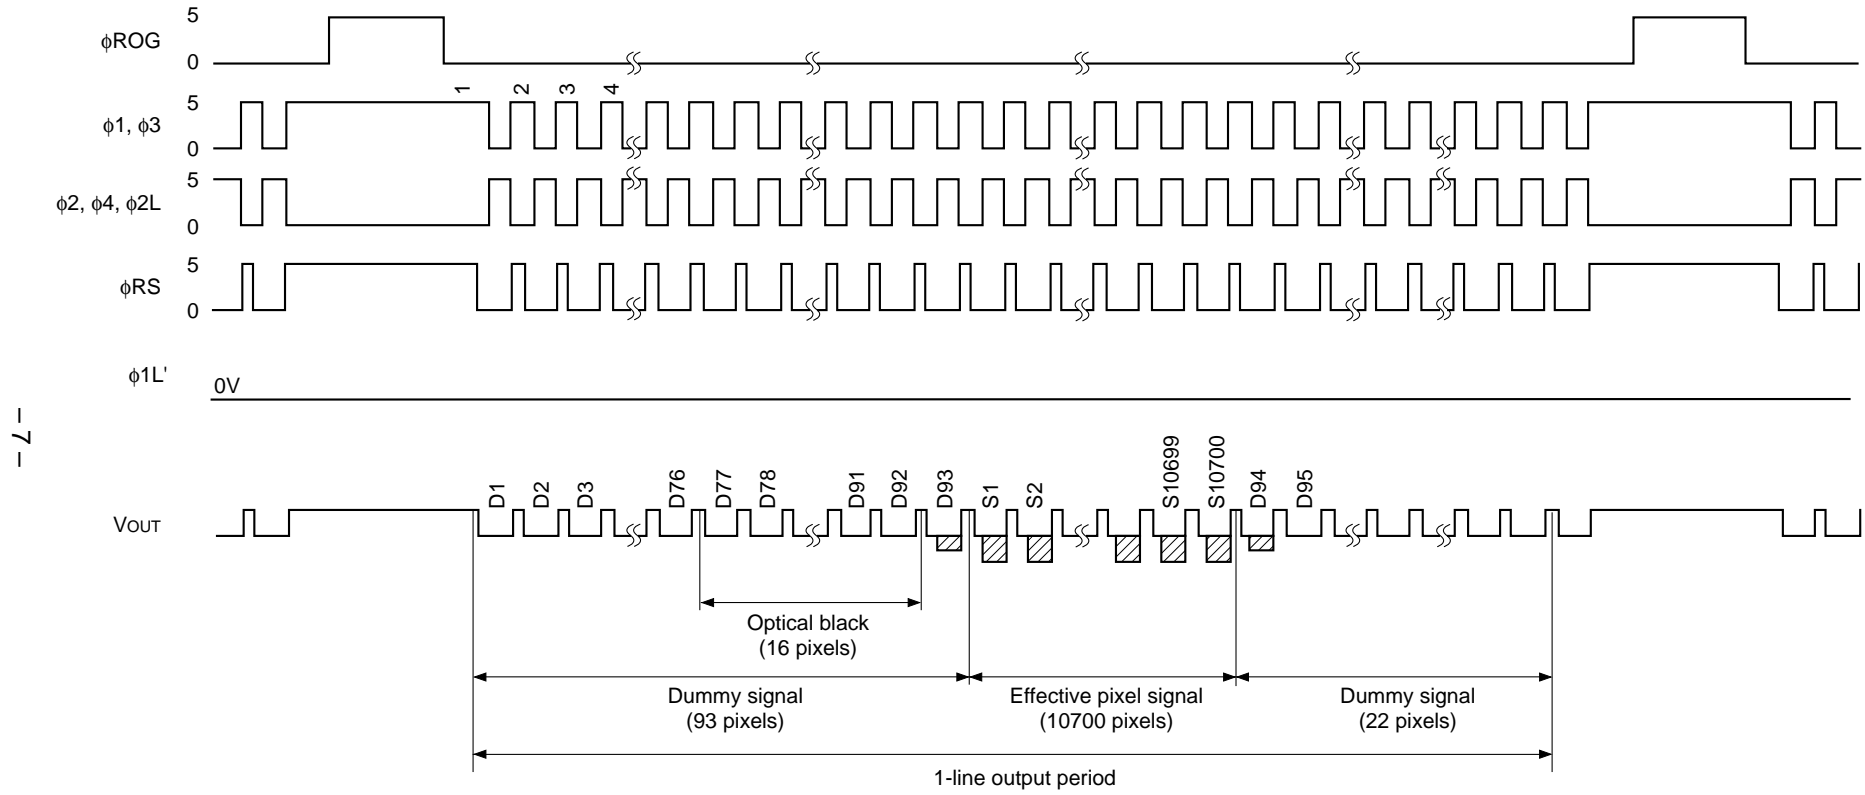 5
ϕROG
0
1 2 3 4
5
ϕ1, ϕ3
0
5
ϕ2, ϕ4, ϕ2L
0
5
ϕRS
0
ϕ1L'
0V
– 7 –
D1 D2 D3 D76 D77 D78 D91 D92 D93 S1 S2 S10699 S10700 D94 D95
VOUT
Optical black
(16 pixels)
Dummy signal
(93 pixels)
Effective pixel signal
(10700 pixels)
Dummy signal
(22 pixels)
1-line output period